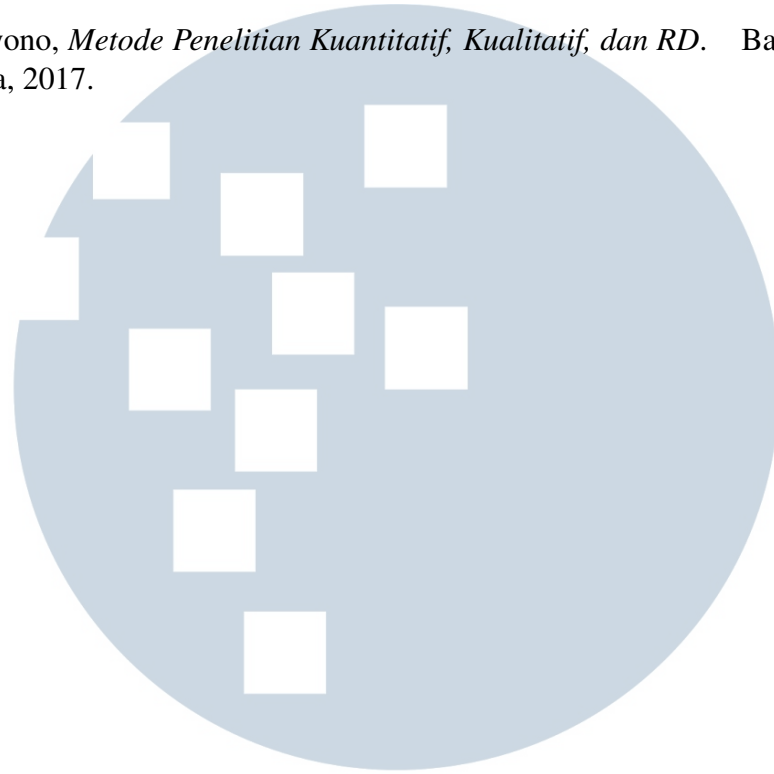 yono, Metode Penelitian Kuantitatif, Kualitatif, dan RD. Ba
a, 2017.